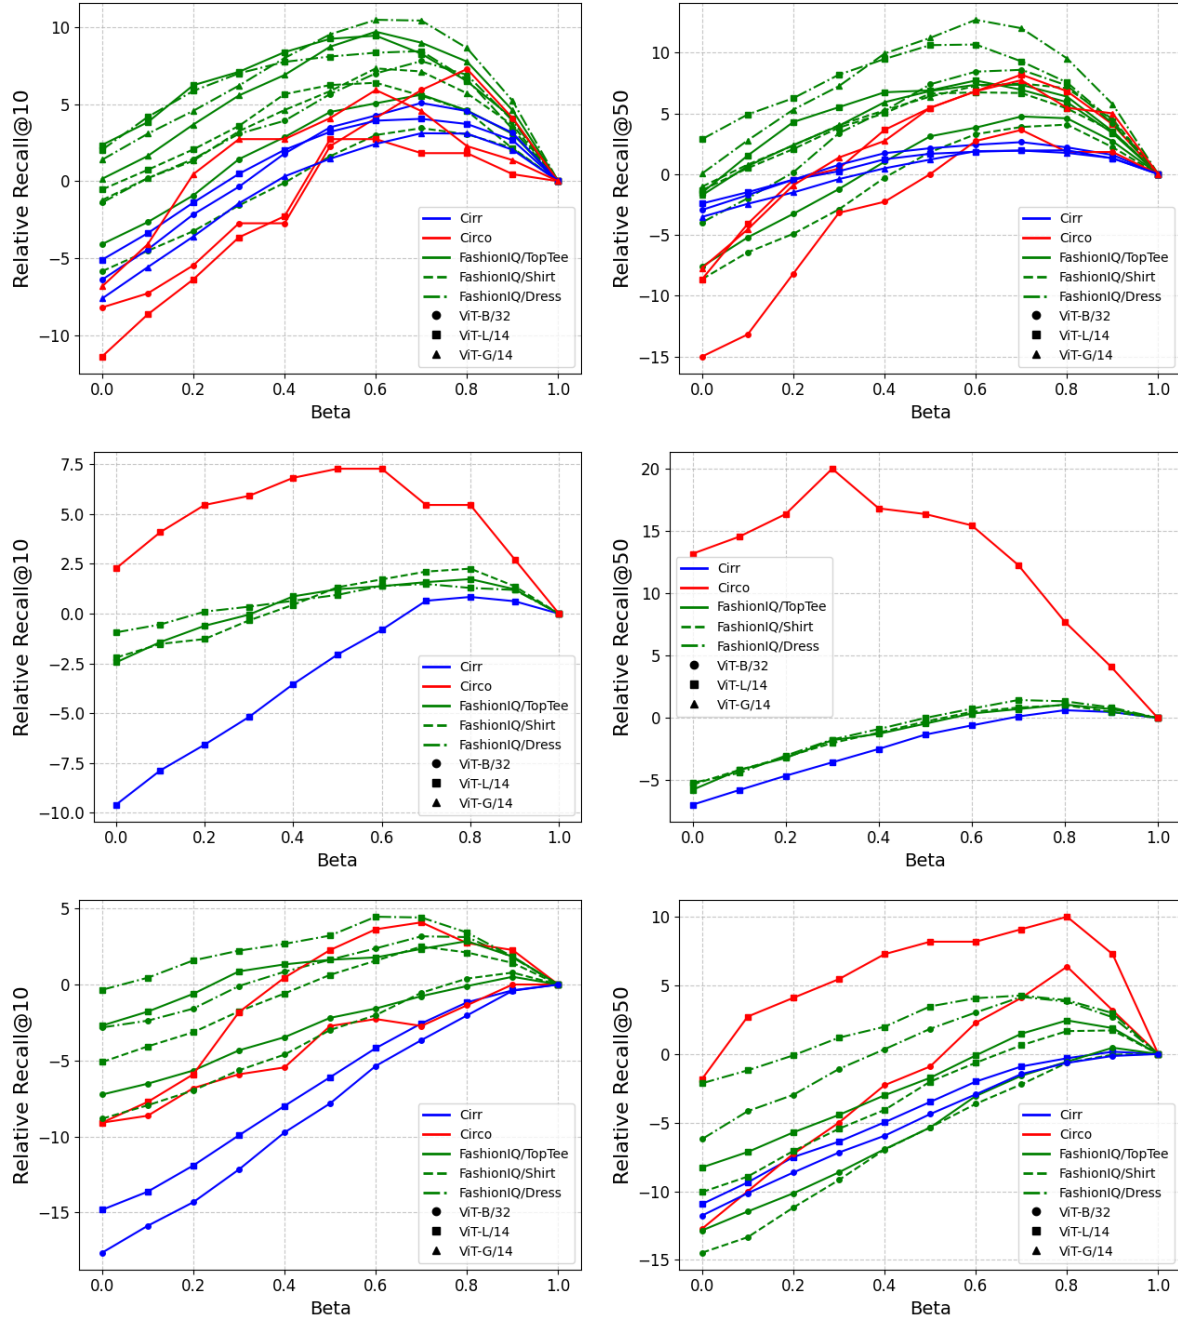 Relative Recall@10
10
5
0
−5
−10
0.0 0.2 0.4 0.6 0.8 1.0
Beta
Cirr
Circo
FashionIQ/TopTee
FashionIQ/Shirt
FashionIQ/Dress
ViT-B/32
ViT-L/14
ViT-G/14
Relative Recall@50
10
5
0
−5
−10
−15
0.0 0.2 0.4 0.6 0.8 1.0
Beta
Cirr
Circo
FashionIQ/TopTee
FashionIQ/Shirt
FashionIQ/Dress
ViT-B/32
ViT-L/14
ViT-G/14
Relative Recall@10
7.5
5.0
2.5
0.0
−2.5
−5.0
−7.5
−10.0
0.0 0.2 0.4 0.6 0.8 1.0
Beta
Cirr
Circo
FashionIQ/TopTee
FashionIQ/Shirt
FashionIQ/Dress
ViT-B/32
ViT-L/14
ViT-G/14
Relative Recall@50
20
15
10
5
0
−5
0.0 0.2 0.4 0.6 0.8 1.0
Beta
Cirr
Circo
FashionIQ/TopTee
FashionIQ/Shirt
FashionIQ/Dress
ViT-B/32
ViT-L/14
ViT-G/14
Relative Recall@10
5
0
−5
−10
−15
0.0 0.2 0.4 0.6 0.8 1.0
Beta
Cirr
Circo
FashionIQ/TopTee
FashionIQ/Shirt
FashionIQ/Dress
ViT-B/32
ViT-L/14
ViT-G/14
Relative Recall@50
10
5
0
−5
−10
−15
0.0 0.2 0.4 0.6 0.8 1.0
Beta
Cirr
Circo
FashionIQ/TopTee
FashionIQ/Shirt
FashionIQ/Dress
ViT-B/32
ViT-L/14
ViT-G/14